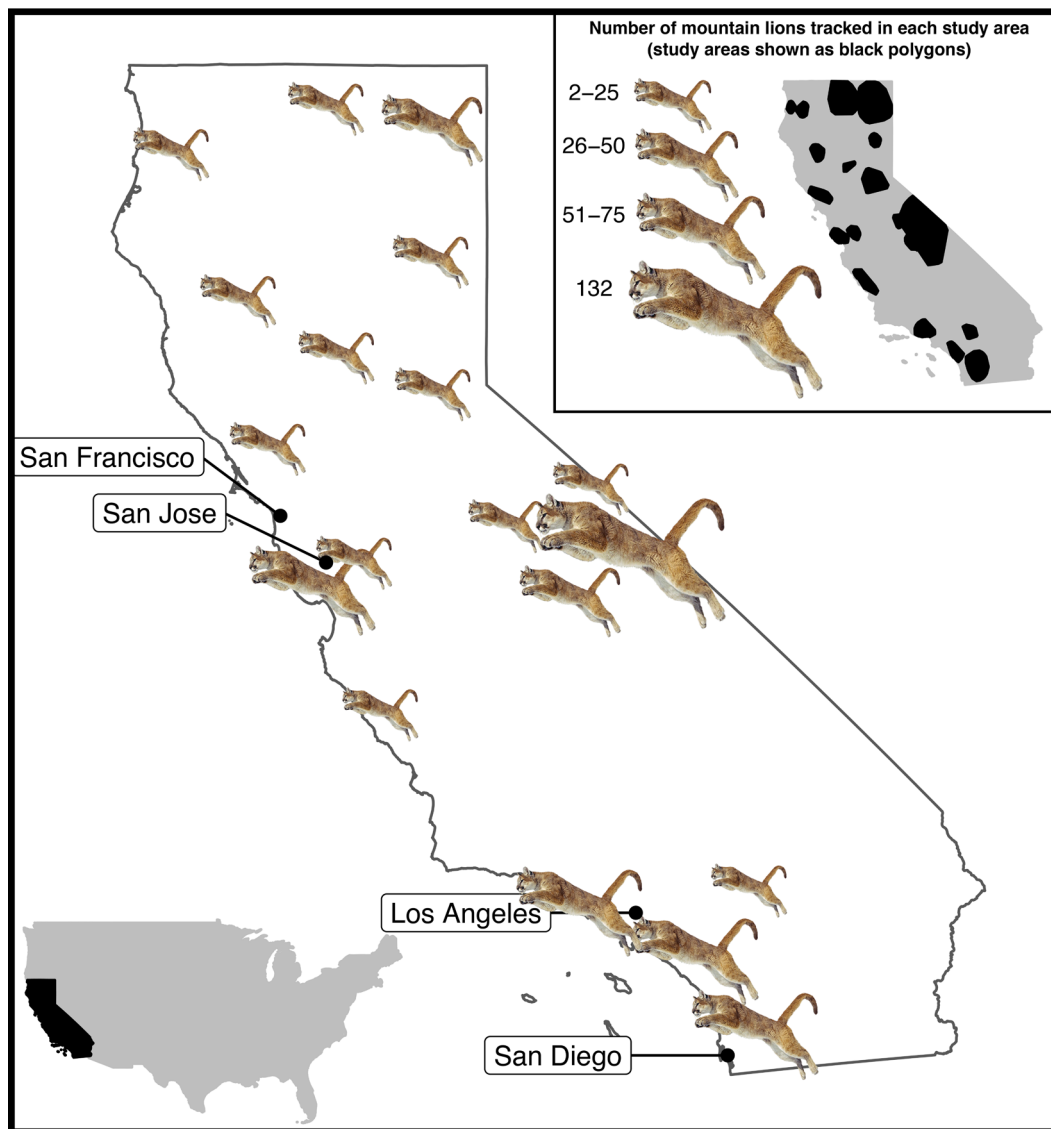 Number of mountain lions tracked in each study area
(study areas shown as black polygons)
2–25
26–50
51–75
132
San Francisco
San Jose
Los Angeles
San Diego